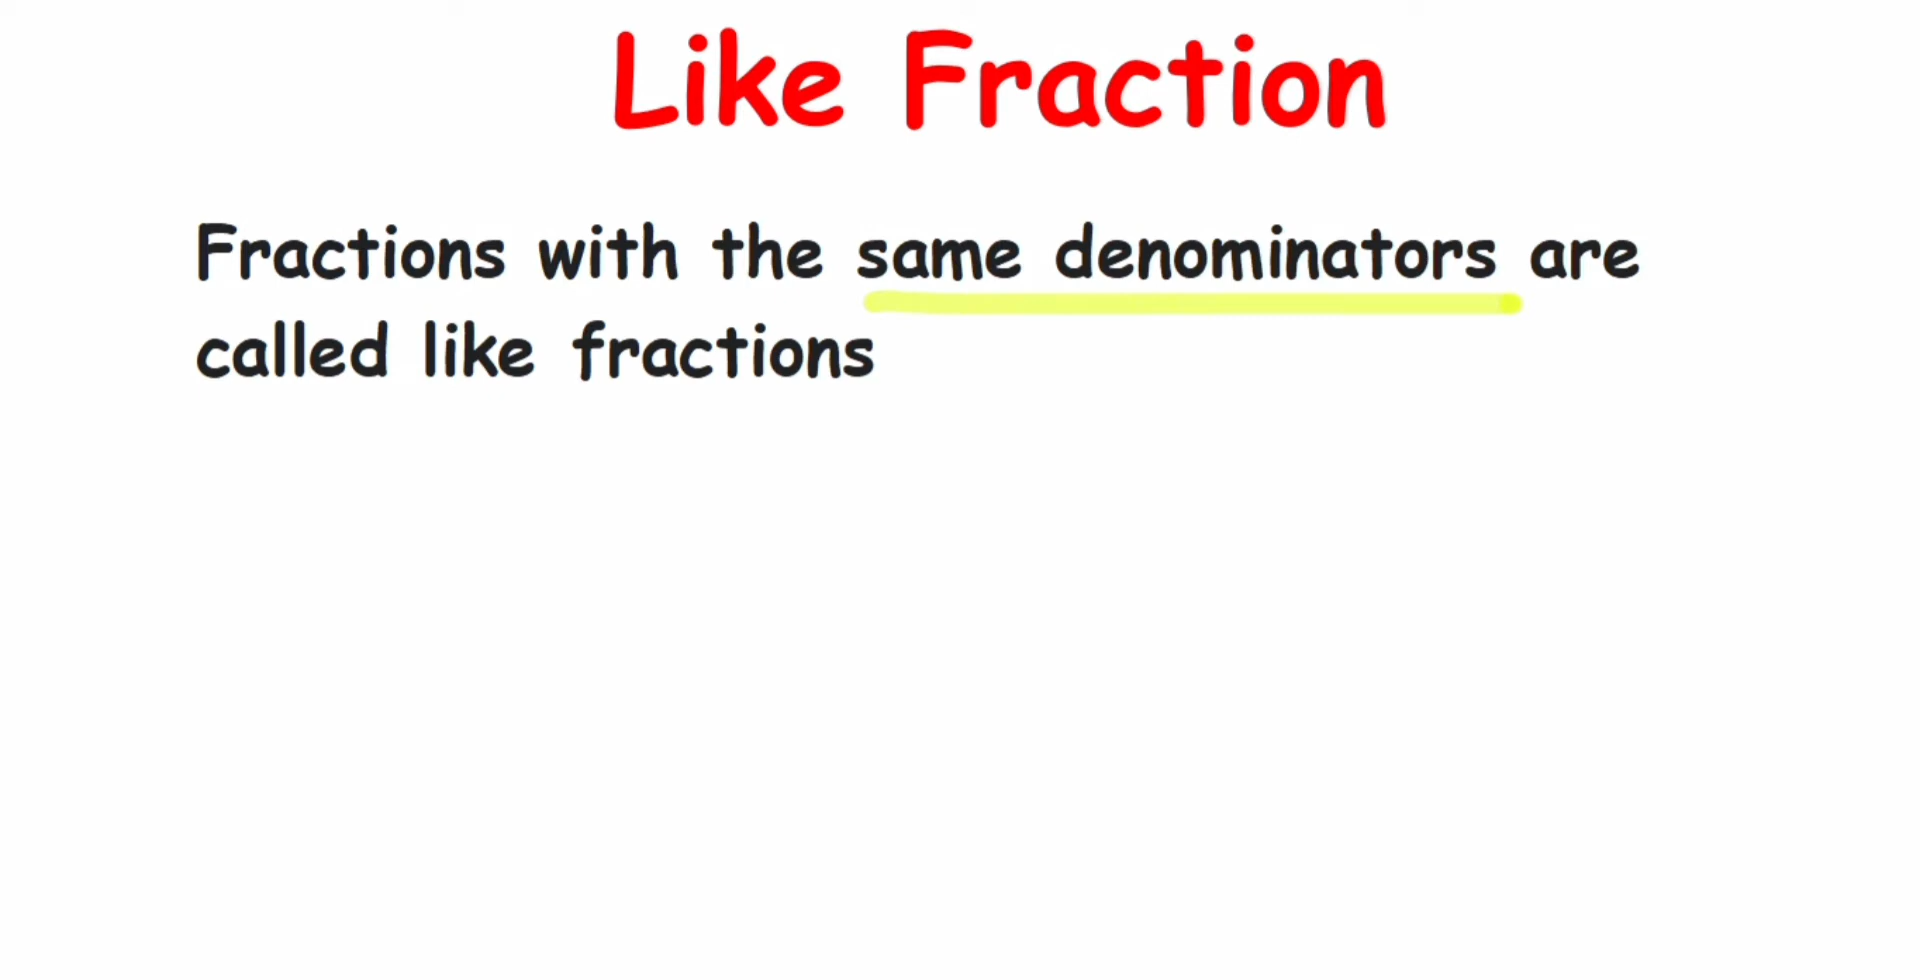 Like Fraction
Fractions with the same denominators are
called like fractions